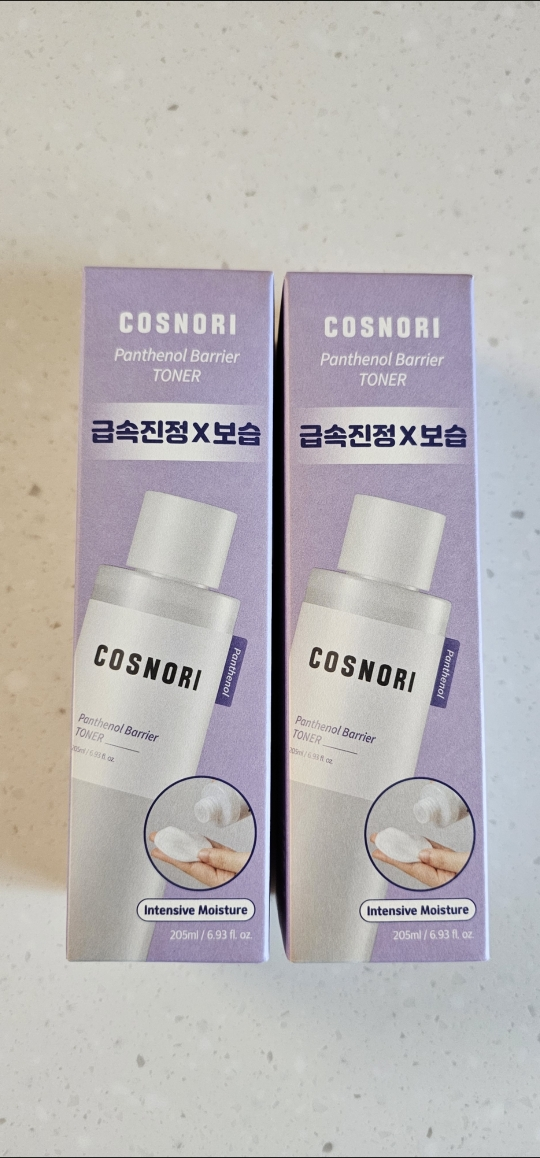 COSNORI
Panthenol Barrier
TONER
급속진정X보습
COSNORI
Panthenol
Panthenol Barrier
TONER
205ml / 6.93 fl. oz.
Intensive Moisture
205ml / 6.93 fl. oz.
COSNORI
Panthenol Barrier
TONER
급속진정X보습
COSNORI
Panthenol
Panthenol Barrier
TONER
205ml / 6.93 fl. oz.
Intensive Moisture
205ml / 6.93 fl. oz.